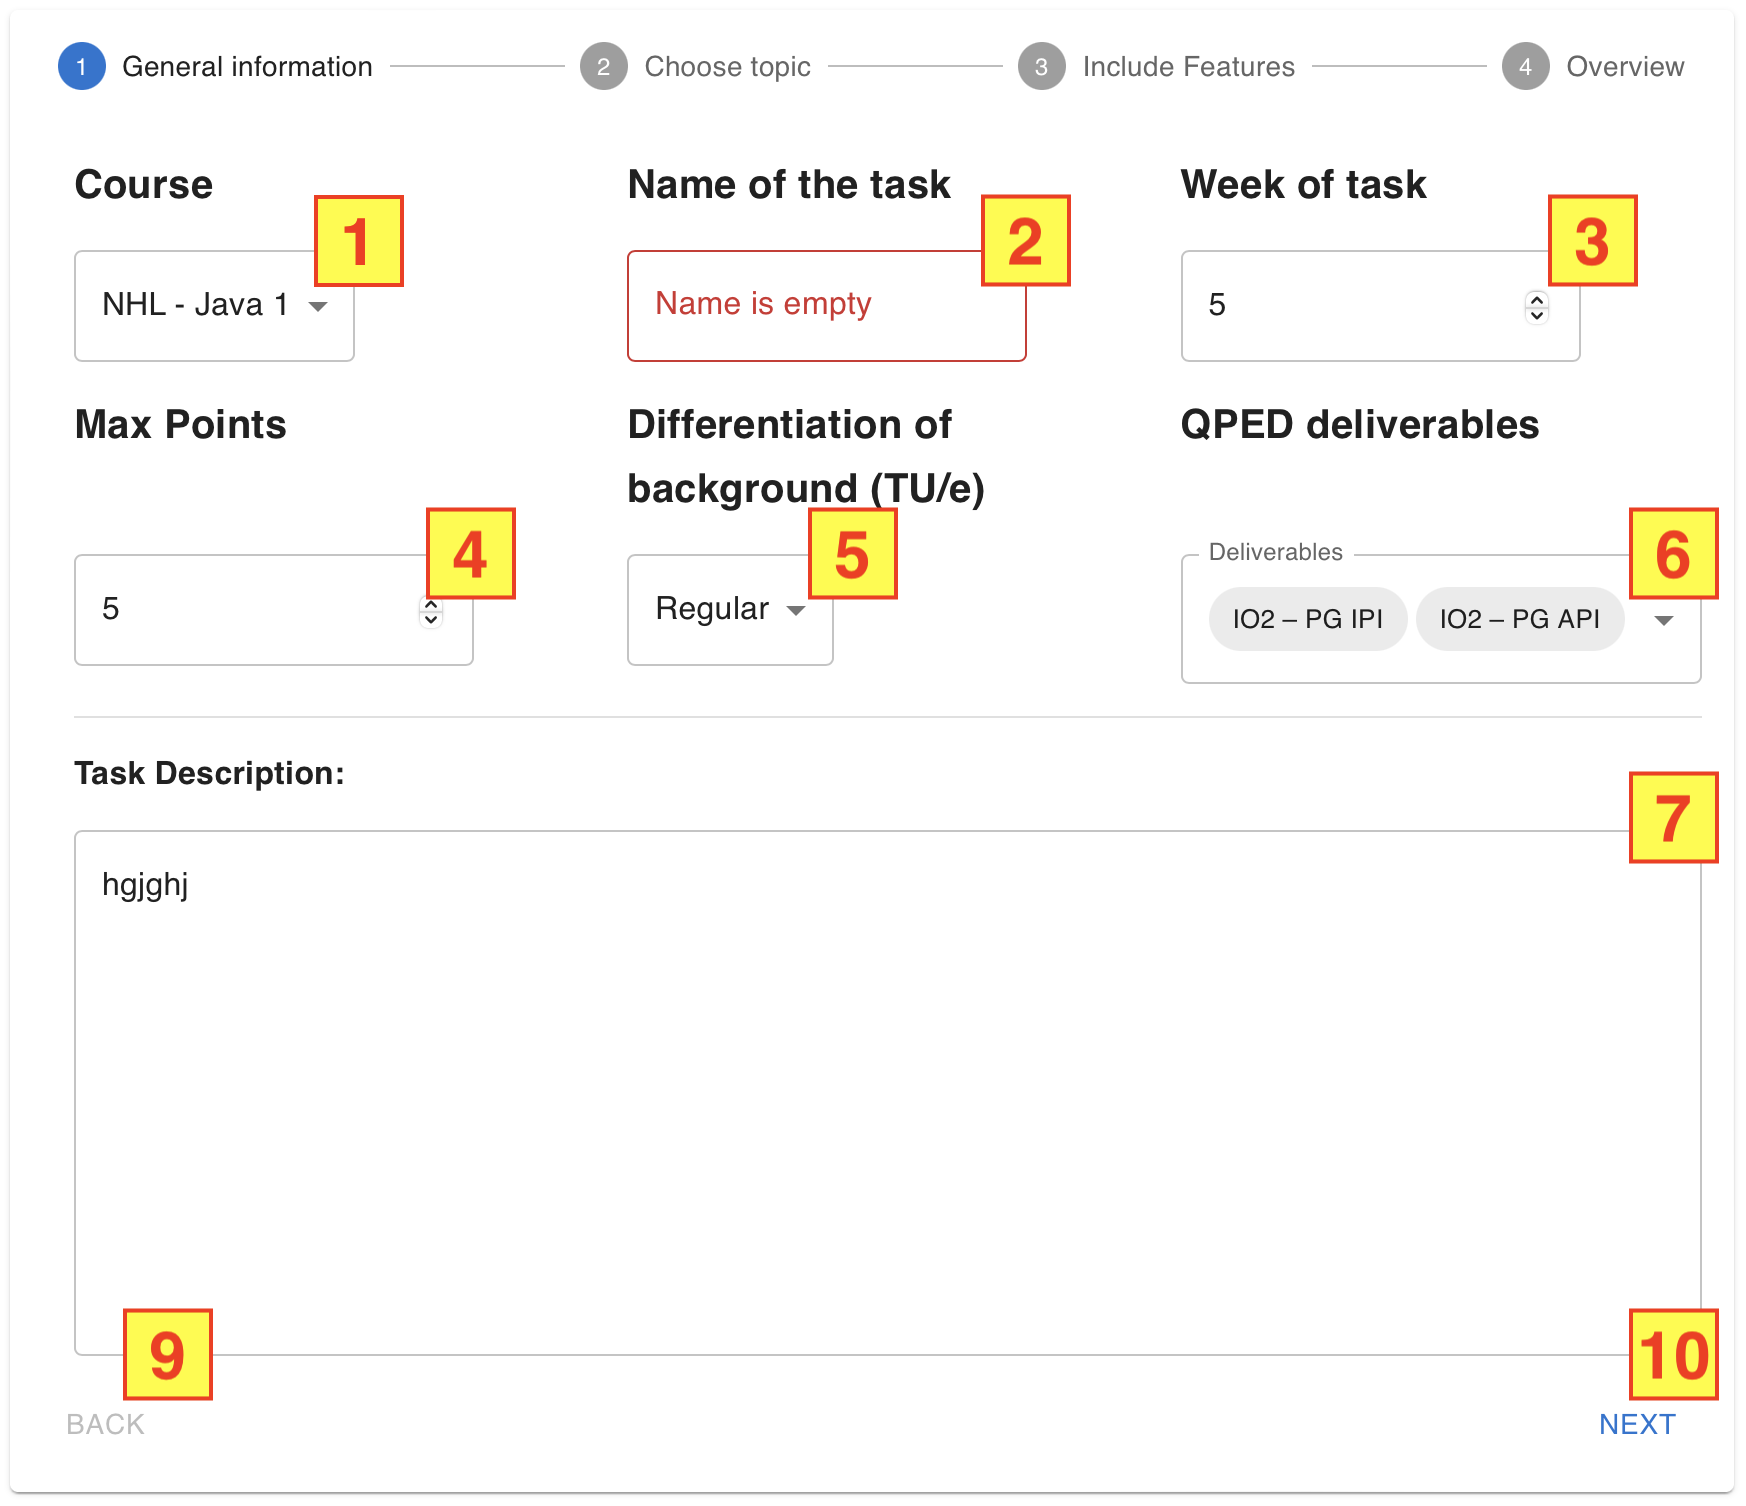 1 General information 2 Choose topic 3 Include Features 4 Overview
Course
Name of the task
Week of task
1
2
3
NHL - Java 1
Name is empty
5
Max Points
Differentiation of
background (TU/e)
QPED deliverables
4
5
6
Deliverables
5
Regular
IO2 – PG IPI
IO2 – PG API
Task Description:
7
hgjghj
9
10
BACK
NEXT